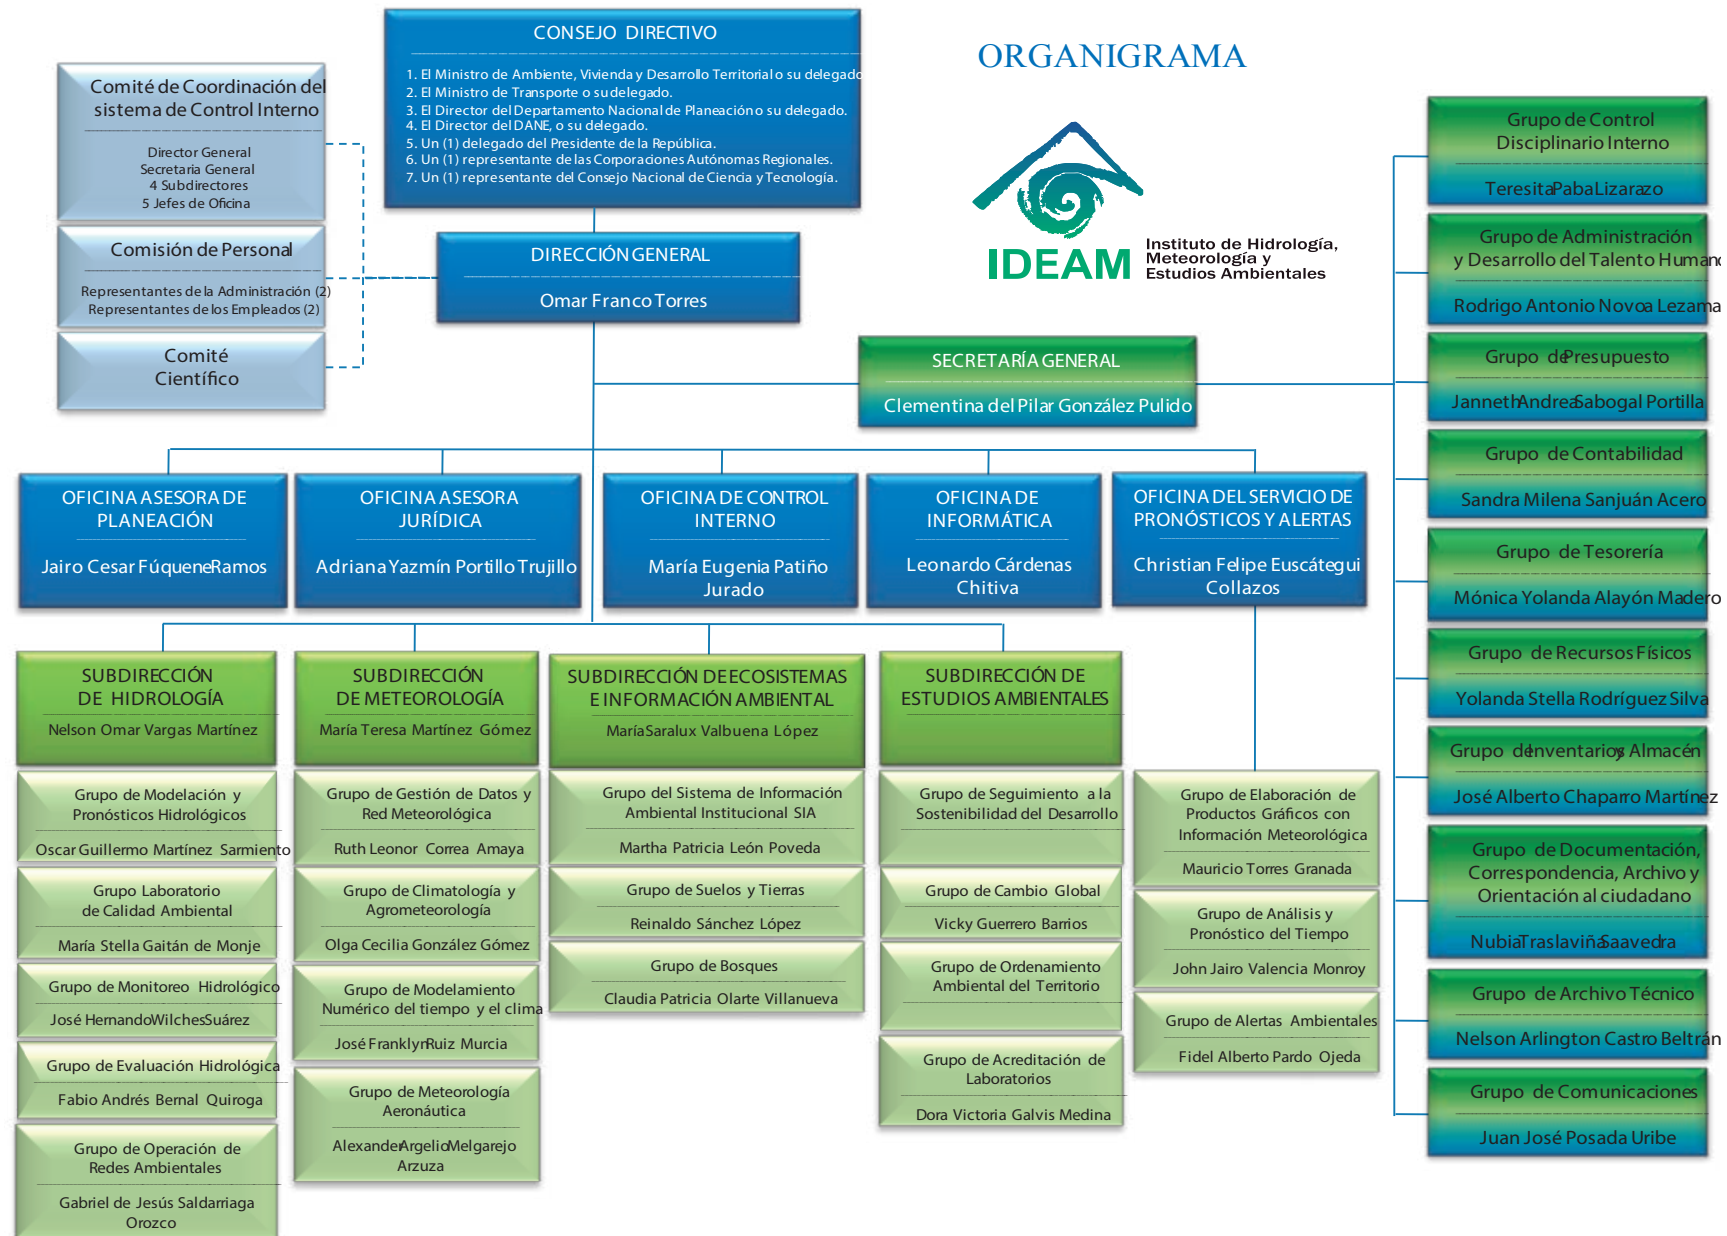 CONSEJO DIRECTIVO
1. El Ministro de Ambiente, Vivienda y Desarrollo Territorial o su delegado
2. El Ministro de Transporte o su delegado.
3. El Director del Departamento Nacional de Planeación o su delegado.
4. El Director del DANE, o su delegado.
5. Un (1) delegado del Presidente de la República.
6. Un (1) representante de las Corporaciones Autónomas Regionales.
7. Un (1) representante del Consejo Nacional de Ciencia y Tecnología.
ORGANIGRAMA
IDEAM
Instituto de Hidrología,
Meteorología y
Estudios Ambientales
Comité de Coordinación del
sistema de Control Interno
Director General
Secretaria General
4 Subdirectores
5 Jefes de Oficina
Comisión de Personal
Representantes de la Administración (2)
Representantes de los Empleados (2)
Comité
Científico
DIRECCIÓN GENERAL
Omar Franco Torres
SECRETARÍA GENERAL
Clementina del Pilar González Pulido
Grupo de Control
Disciplinario Interno
Teresita Paba Lizarazo
Grupo de Administración
y Desarrollo del Talento Humano
Rodrigo Antonio Novoa Lezama
Grupo de Presupuesto
Janneth Andrea Sabogal Portilla
Grupo de Contabilidad
Sandra Milena Sanjuán Acero
Grupo de Tesorería
Mónica Yolanda Alayón Madero
Grupo de Recursos Físicos
Yolanda Stella Rodríguez Silva
Grupo de Inventarios y Almacén
José Alberto Chaparro Martínez
Grupo de Documentación,
Correspondencia, Archivo y
Orientación al ciudadano
Nubia Traslaviña Saavedra
Grupo de Archivo Técnico
Nelson Arlington Castro Beltrán
Grupo de Comunicaciones
Juan José Posada Uribe
OFICINA ASESORA DE
PLANEACIÓN
Jairo Cesar Fúquene Ramos
OFICINA ASESORA
JURÍDICA
Adriana Yazmín Portillo Trujillo
OFICINA DE CONTROL
INTERNO
María Eugenia Patiño
Jurado
OFICINA DE
INFORMÁTICA
Leonardo Cárdenas
Chitiva
OFICINA DEL SERVICIO DE
PRONÓSTICOS Y ALERTAS
Christian Felipe Euscátegui
Collazos
SUBDIRECCIÓN
DE HIDROLOGÍA
Nelson Omar Vargas Martínez
Grupo de Modelación y
Pronósticos Hidrológicos
Oscar Guillermo Martínez Sarmiento
Grupo Laboratorio
de Calidad Ambiental
María Stella Gaitán de Monje
Grupo de Monitoreo Hidrológico
José Hernando Wilches Suárez
Grupo de Evaluación Hidrológica
Fabio Andrés Bernal Quiroga
Grupo de Operación de
Redes Ambientales
Gabriel de Jesús Saldarriaga
Orozco
SUBDIRECCIÓN
DE METEOROLOGÍA
María Teresa Martínez Gómez
Grupo de Gestión de Datos y
Red Meteorológica
Ruth Leonor Correa Amaya
Grupo de Climatología y
Agrometeorología
Olga Cecilia González Gómez
Grupo de Modelamiento
Numérico del tiempo y el clima
José Franklyn Ruiz Murcia
Grupo de Meteorología
Aeronáutica
Alexander Argelio Melgarejo
Arzuza
SUBDIRECCIÓN DE ECOSISTEMAS
E INFORMACIÓN AMBIENTAL
María Saralux Valbuena López
Grupo del Sistema de Información
Ambiental Institucional SIA
Martha Patricia León Poveda
Grupo de Suelos y Tierras
Reinaldo Sánchez López
Grupo de Bosques
Claudia Patricia Olarte Villanueva
SUBDIRECCIÓN DE
ESTUDIOS AMBIENTALES
Grupo de Seguimiento a la
Sostenibilidad del Desarrollo
Grupo de Cambio Global
Vicky Guerrero Barrios
Grupo de Ordenamiento
Ambiental del Territorio
Grupo de Acreditación de
Laboratorios
Dora Victoria Galvis Medina
Grupo de Elaboración de
Productos Gráficos con
Información Meteorológica
Mauricio Torres Granada
Grupo de Análisis y
Pronóstico del Tiempo
John Jairo Valencia Monroy
Grupo de Alertas Ambientales
Fidel Alberto Pardo Ojeda